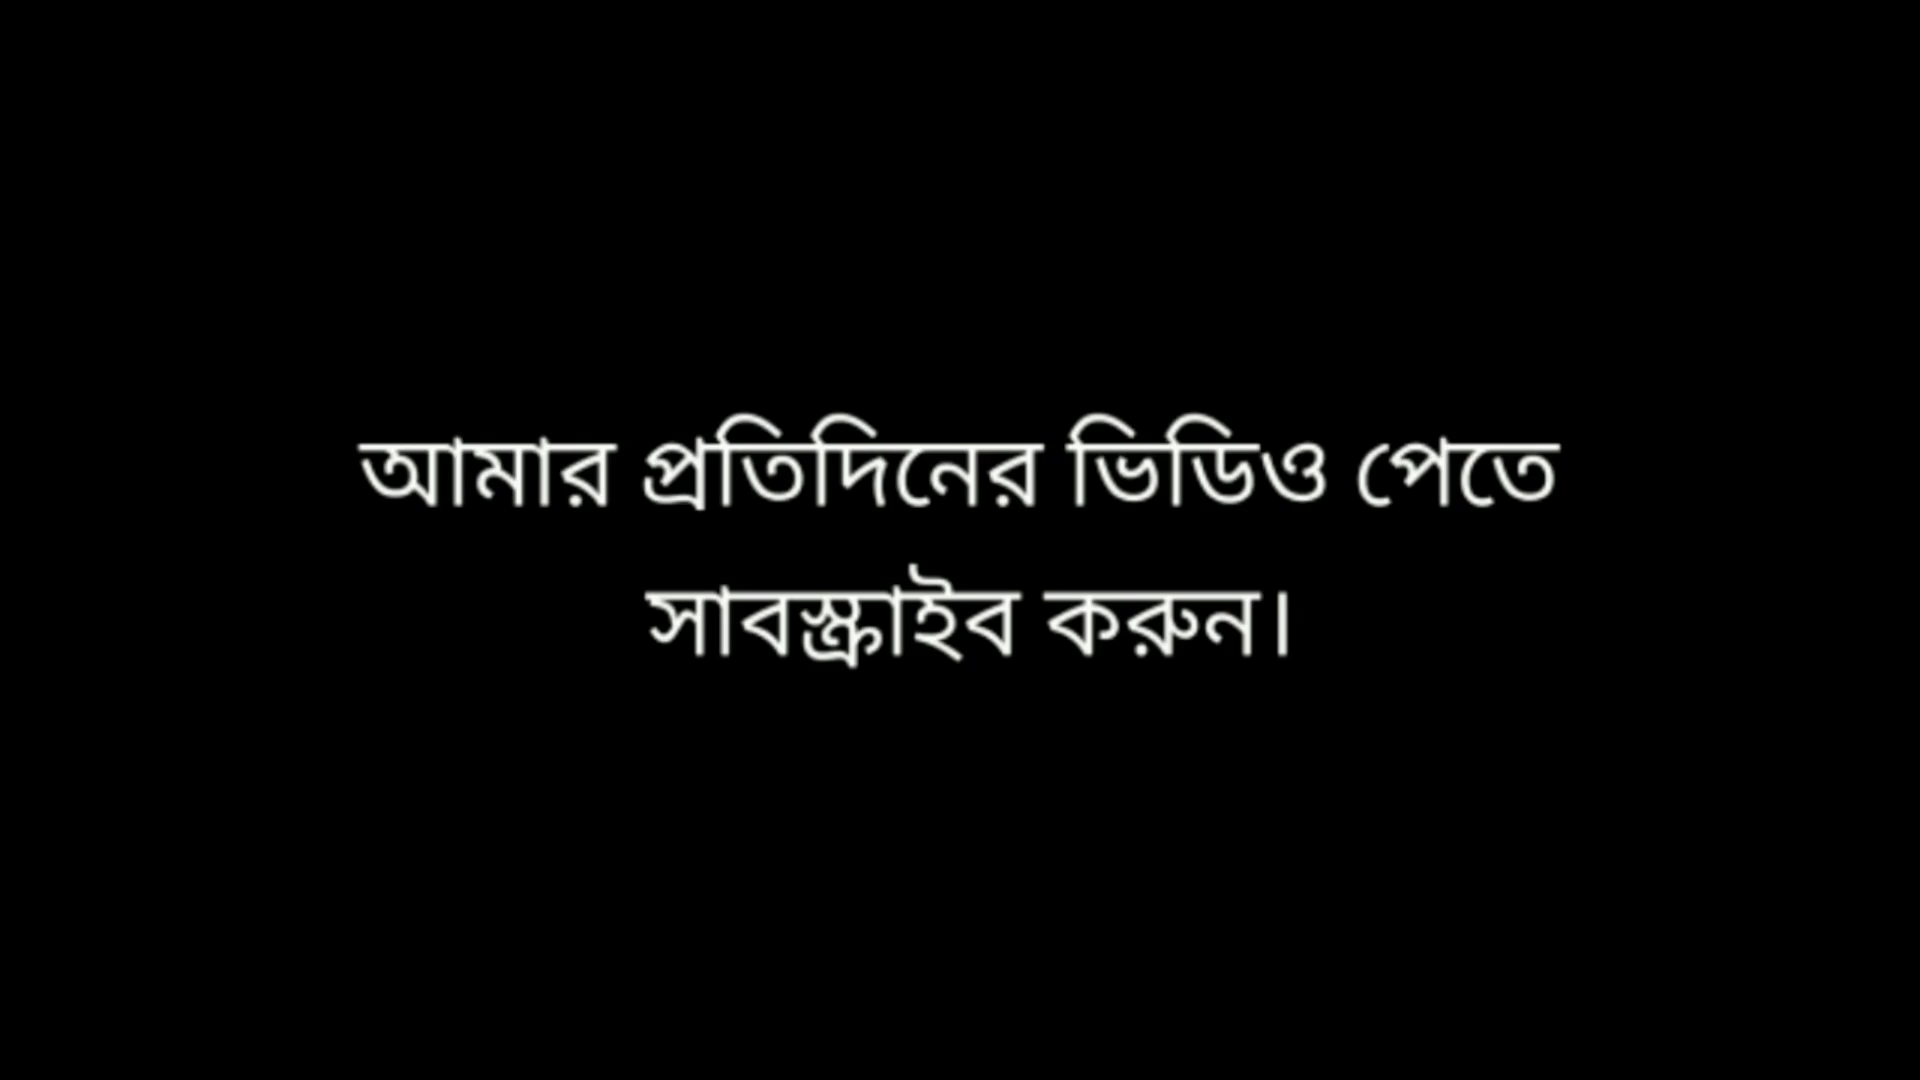 আমার প্রতিদিনের ভিডিও পেতে
সাবস্ক্রাইব করুন।